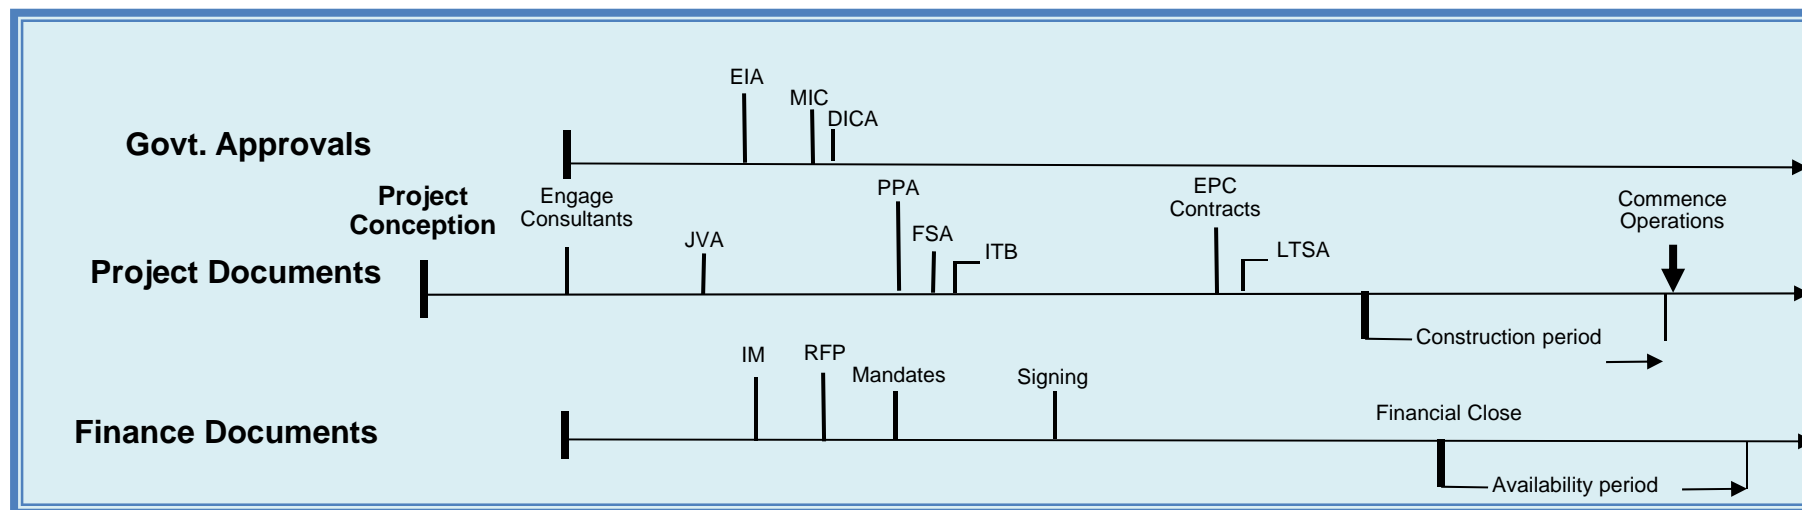 EIA
MIC
DICA
Govt. Approvals
Project
Conception
Engage
Consultants
PPA
EPC
Contracts
Commence
Operations
JVA
FSA
ITB
LTSA
Project Documents
Construction period
IM
RFP
Mandates
Signing
Financial Close
Finance Documents
Availability period